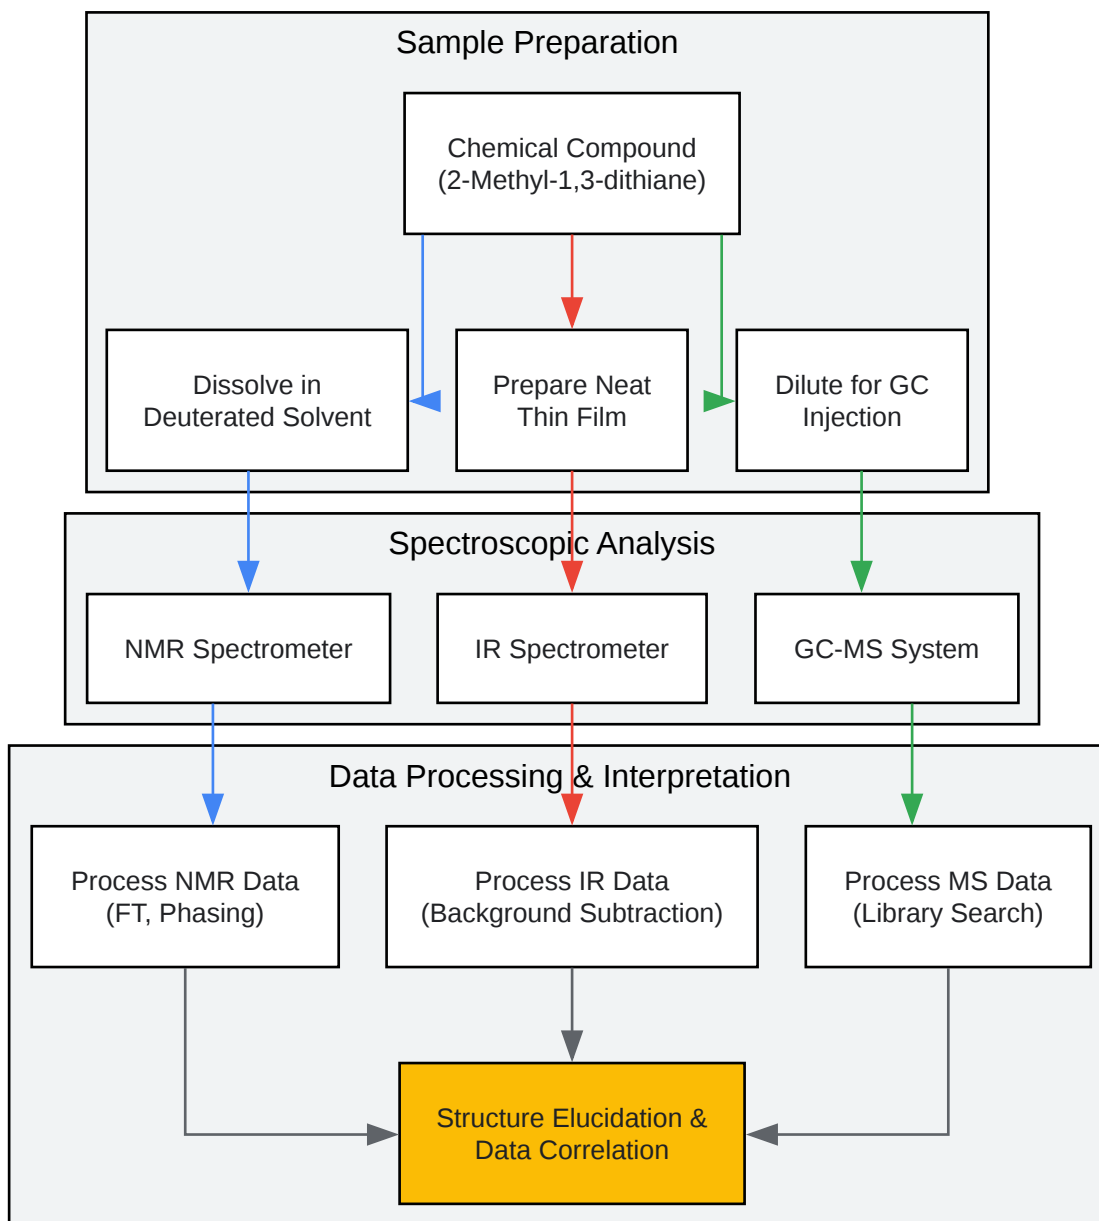 Sample Preparation
Chemical Compound
(2-Methyl-1,3-dithiane)
Dissolve in
Deuterated Solvent
Prepare Neat
Thin Film
Dilute for GC
Injection
Spectroscopic Analysis
NMR Spectrometer
IR Spectrometer
GC-MS System
Data Processing & Interpretation
Process NMR Data
(FT, Phasing)
Process IR Data
(Background Subtraction)
Process MS Data
(Library Search)
Structure Elucidation &
Data Correlation